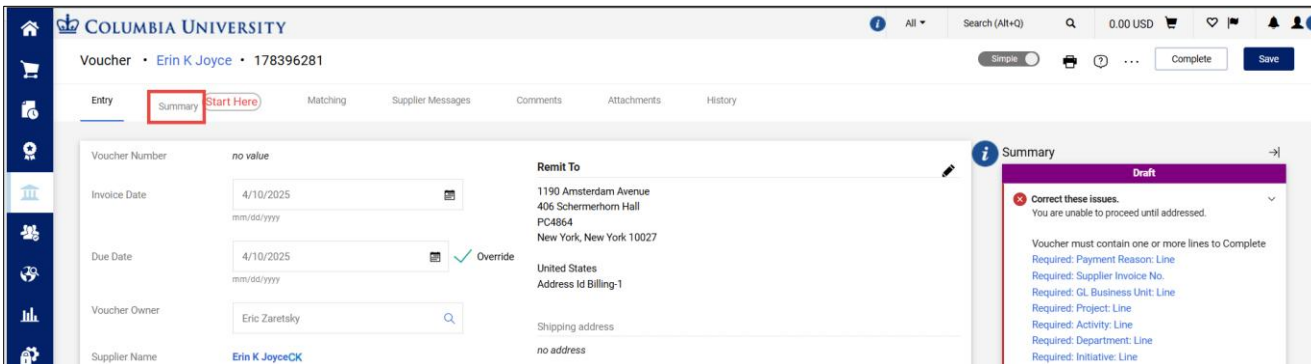 COLUMBIA UNIVERSITY
All
Search (Alt+Q)
0.00 USD
Voucher • Erin K Joyce • 178396281
Simple
Complete
Save
Entry
Summary
Start Here
Matching
Supplier Messages
Comments
Attachments
History
Voucher Number
no value
Invoice Date
4/10/2025
mm/dd/yyyy
Due Date
4/10/2025
Override
mm/dd/yyyy
Voucher Owner
Eric Zaretsky
Supplier Name
Erin K JoyceCK
Remit To
1190 Amsterdam Avenue
406 Schermerhorn Hall
PC4864
New York, New York 10027
United States
Address Id Billing-1
Shipping address
no address
Summary
Draft
Correct these issues.
You are unable to proceed until addressed.
Voucher must contain one or more lines to Complete
Required: Payment Reason: Line
Required: Supplier Invoice No.
Required: GL Business Unit: Line
Required: Project: Line
Required: Activity: Line
Required: Department: Line
Required: Initiative: Line